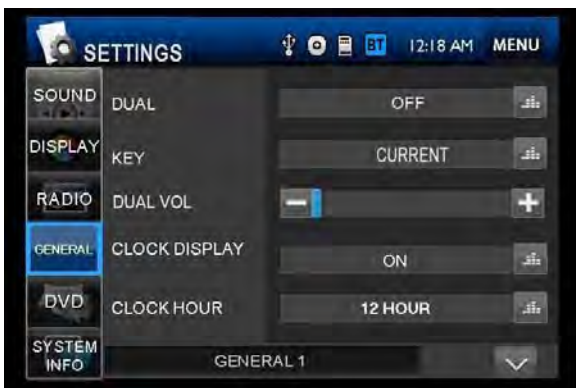 SETTINGS BT 12:18 AM MENU
SOUND
DISPLAY
RADIO
GENERAL
DVD
SYSTEM
INFO
DUAL OFF
KEY CURRENT
DUAL VOL
CLOCK DISPLAY ON
CLOCK HOUR 12 HOUR
GENERAL 1